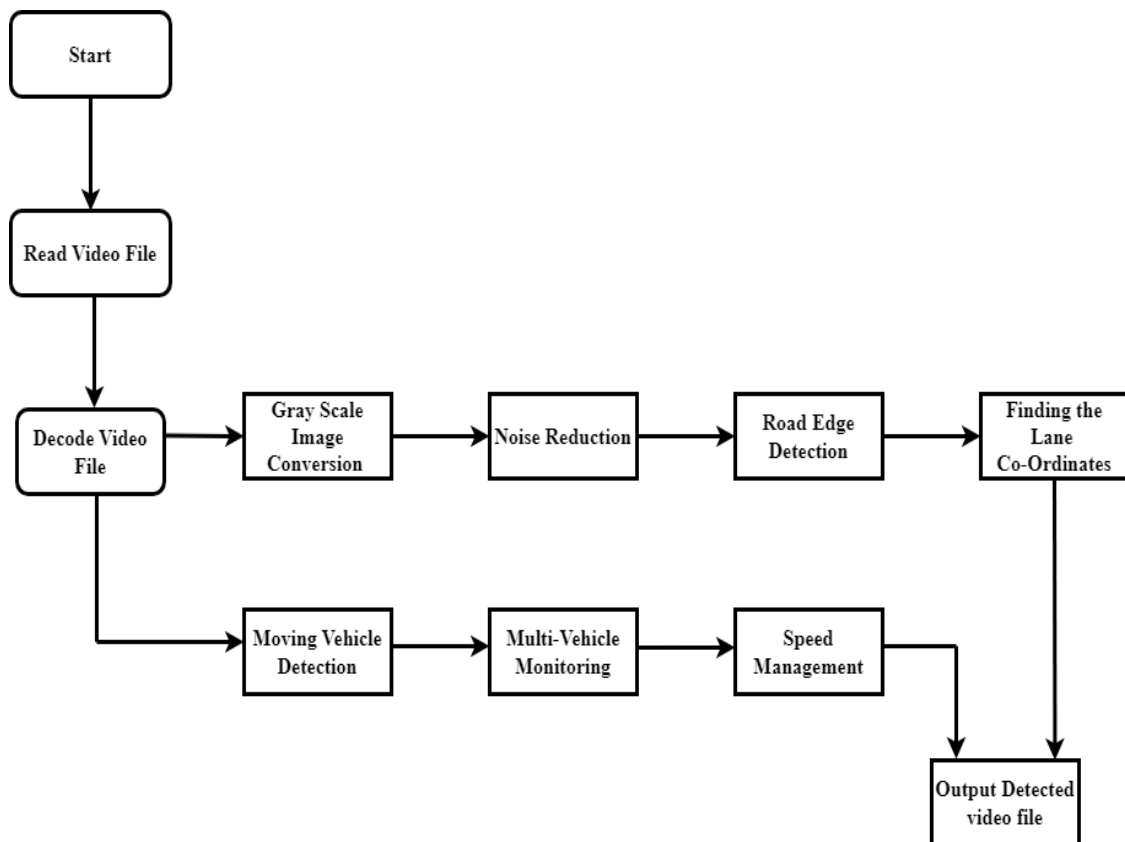 Start
Read Video File
Decode Video
File
Gray Scale
Image
Conversion
Noise Reduction
Road Edge
Detection
Finding the
Lane
Co-Ordinates
Moving Vehicle
Detection
Multi-Vehicle
Monitoring
Speed
Management
Output Detected
video file